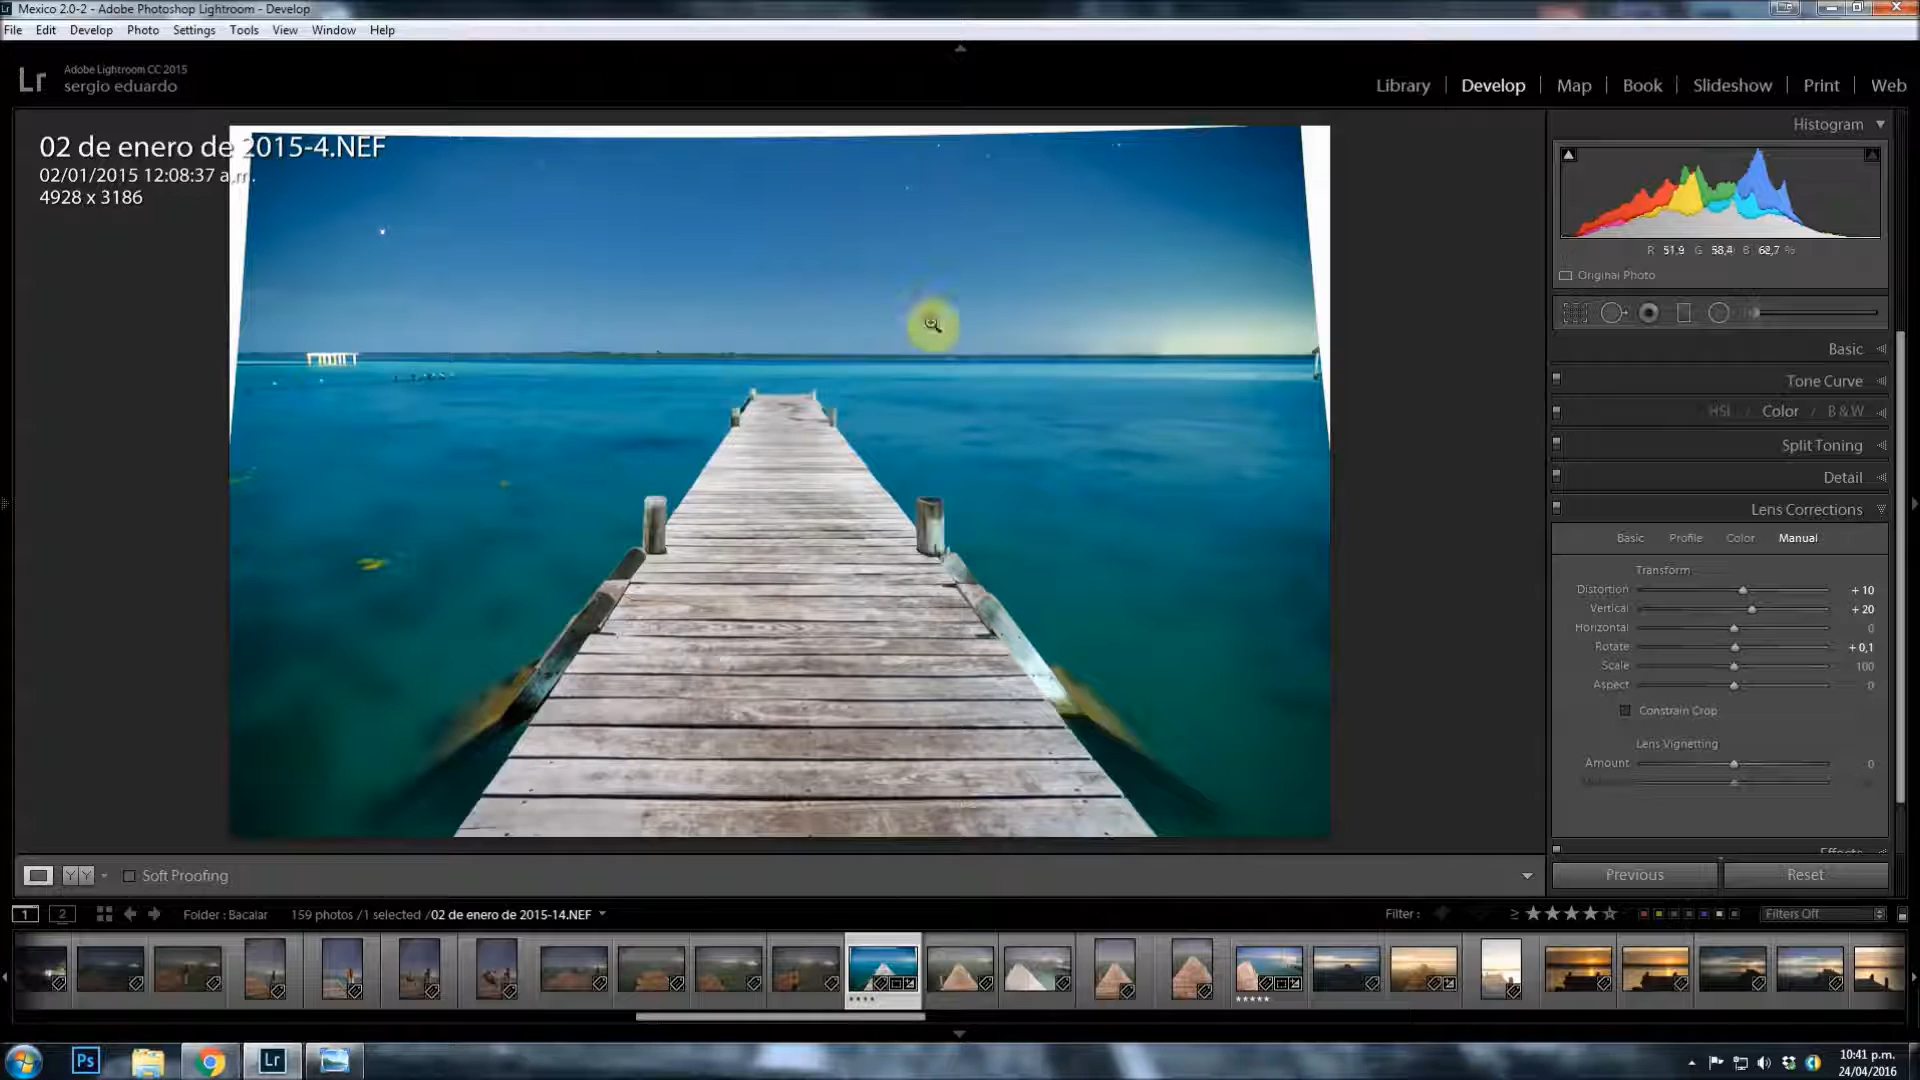 Mexico 2.0-2 - Adobe Photoshop Lightroom - Develop
File Edit Develop Photo Settings Tools View Window Help
Lr
Adobe Lightroom CC 2015
sergio eduardo
Library Develop Map Book Slideshow Print Web
02 de enero de 2015-4.NEF
02/01/2015 12:08:37 a.m.
4928 x 3186
Histogram
R 51,9 G 58,4 B 68,7 %
Original Photo
Basic
Tone Curve
HSL / Color / B & W
Split Toning
Detail
Lens Corrections
Basic Profile Color Manual
Transform
Distortion + 10
Vertical + 20
Horizontal 0
Rotate + 0,1
Scale 100
Aspect 0
Constrain Crop
Lens Vignetting
Amount 0
Effects
Previous Reset
Y Y Soft Proofing
1 2 Folder : Bacalar 159 photos / 1 selected / 02 de enero de 2015-14.NEF Filter : ≥ Filters Off
Ps Lr
10:41 p.m.
24/04/2016